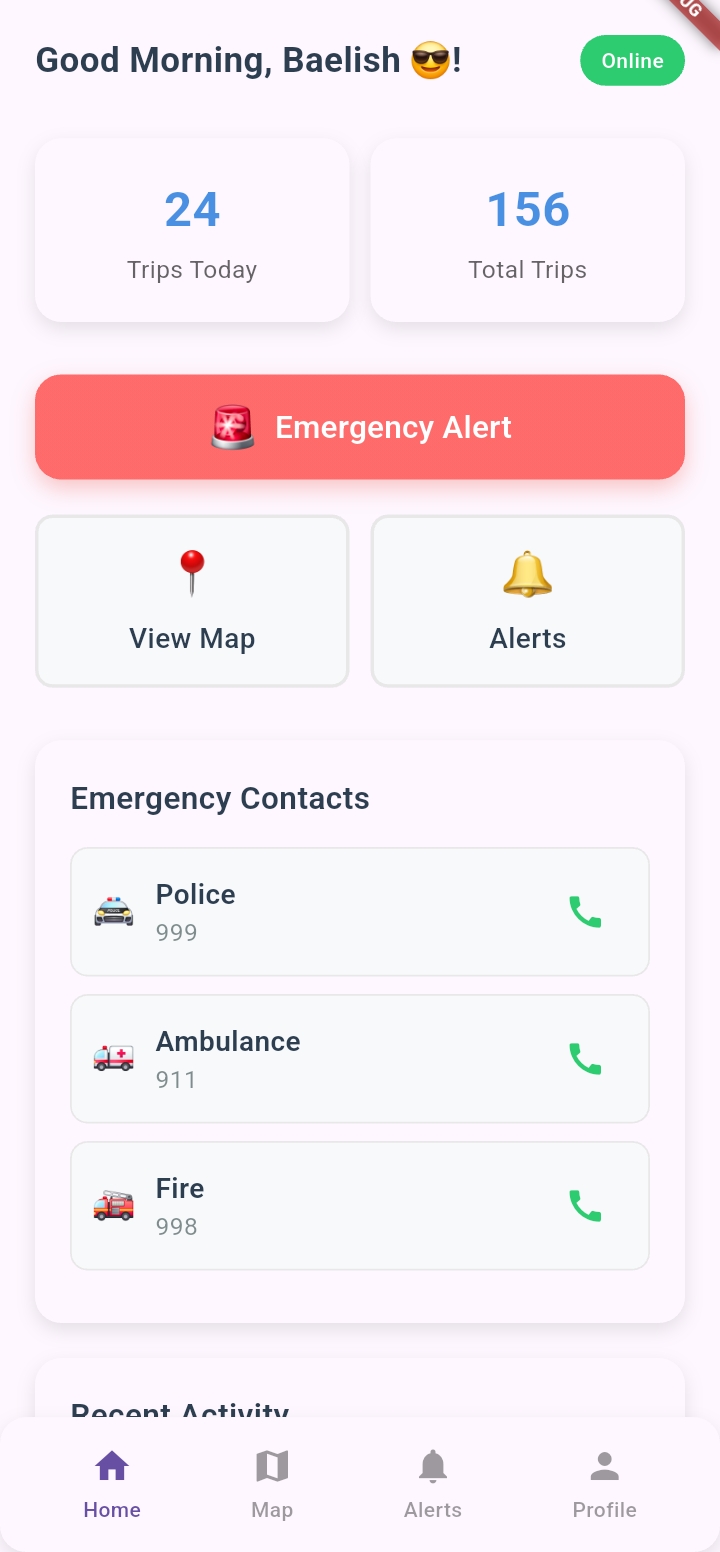 Good Morning, Baelish 😎!
Online
24
Trips Today
156
Total Trips
🚨 Emergency Alert
View Map
Alerts
Emergency Contacts
Police
999
Ambulance
911
Fire
998
Recent Activity
Home
Map
Alerts
Profile